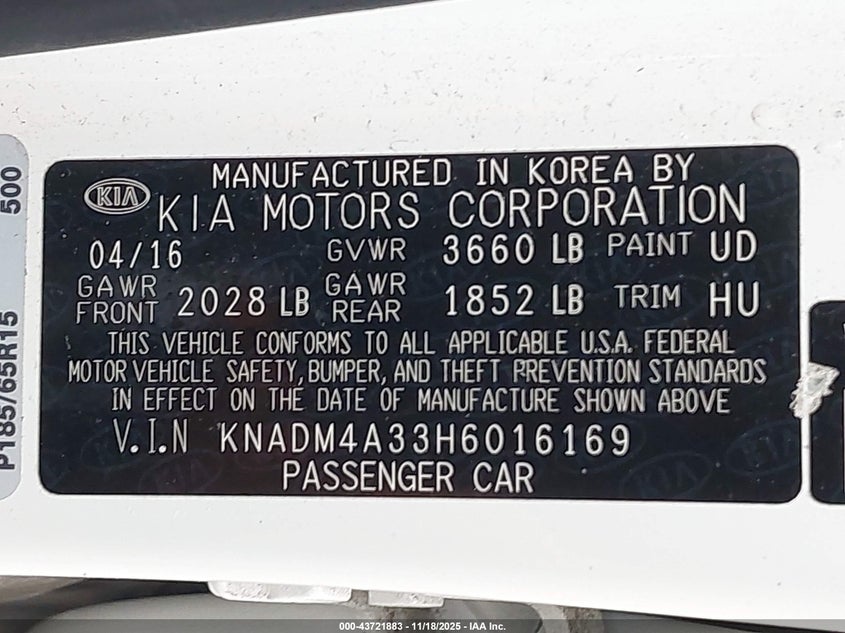 MANUFACTURED IN KOREA BY
KIA KIA MOTORS CORPORATION
04/16 GVWR 3660 LB PAINT UD
GAWR FRONT 2028 LB GAWR REAR 1852 LB TRIM HU
THIS VEHICLE CONFORMS TO ALL APPLICABLE U.S.A. FEDERAL
MOTOR VEHICLE SAFETY, BUMPER, AND THEFT PREVENTION STANDARDS
IN EFFECT ON THE DATE OF MANUFACTURE SHOWN ABOVE
V.I.N KNADM4A33H6016169
PASSENGER CAR
P185/65R15 500
000-43721883 - 11/18/2025 - IAA Inc.